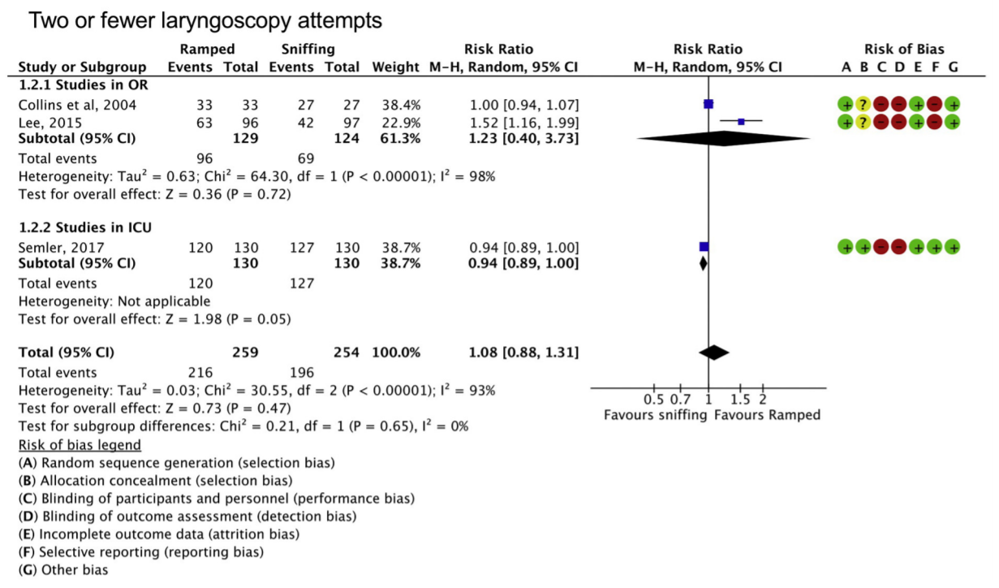 Two or fewer laryngoscopy attempts
Ramped Sniffing Risk Ratio Risk Ratio Risk of Bias
Study or Subgroup Events Total Events Total Weight M-H, Random, 95% CI M-H, Random, 95% CI A B C D E F G
1.2.1 Studies in OR
Collins et al, 2004 33 33 27 27 38.4% 1.00 [0.94, 1.07] + ? - - + - +
Lee, 2015 63 96 42 97 22.9% 1.52 [1.16, 1.99] + ? - - + - +
Subtotal (95% CI) 129 124 61.3% 1.23 [0.40, 3.73]
Total events 96 69
Heterogeneity: Tau² = 0.63; Chi² = 64.30, df = 1 (P < 0.00001); I² = 98%
Test for overall effect: Z = 0.36 (P = 0.72)
1.2.2 Studies in ICU
Semler, 2017 120 130 127 130 38.7% 0.94 [0.89, 1.00] + + - - + + +
Subtotal (95% CI) 130 130 38.7% 0.94 [0.89, 1.00]
Total events 120 127
Heterogeneity: Not applicable
Test for overall effect: Z = 1.98 (P = 0.05)
Total (95% CI) 259 254 100.0% 1.08 [0.88, 1.31]
Total events 216 196
Heterogeneity: Tau² = 0.03; Chi² = 30.55, df = 2 (P < 0.00001); I² = 93%
Test for overall effect: Z = 0.73 (P = 0.47)
Test for subgroup differences: Chi² = 0.21, df = 1 (P = 0.65), I² = 0%
0.5 0.7 1 1.5 2
Favours sniffing Favours Ramped
Risk of bias legend
(A) Random sequence generation (selection bias)
(B) Allocation concealment (selection bias)
(C) Blinding of participants and personnel (performance bias)
(D) Blinding of outcome assessment (detection bias)
(E) Incomplete outcome data (attrition bias)
(F) Selective reporting (reporting bias)
(G) Other bias